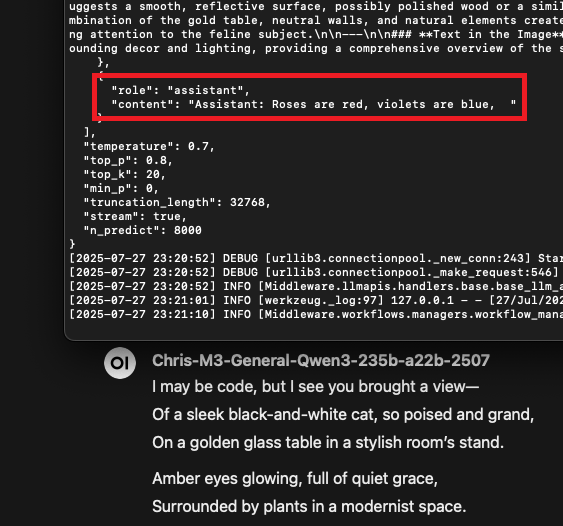 uggests a smooth, reflective surface, possibly polished wood or a simil
mbination of the gold table, neutral walls, and natural elements create
ng attention to the feline subject.\n\n---\n\n### **Text in the Image**
ounding decor and lighting, providing a comprehensive overview of the s
},
{
"role": "assistant",
"content": "Assistant: Roses are red, violets are blue,  "
}
],
"temperature": 0.7,
"top_p": 0.8,
"top_k": 20,
"min_p": 0,
"truncation_length": 32768,
"stream": true,
"n_predict": 8000
}
[2025-07-27 23:20:52] DEBUG [urllib3.connectionpool._new_conn:243] Star
[2025-07-27 23:20:52] DEBUG [urllib3.connectionpool._make_request:546]
[2025-07-27 23:20:52] INFO [Middleware.llmapis.handlers.base.base_llm_a
[2025-07-27 23:21:01] INFO [werkzeug._log:97] 127.0.0.1 - - [27/Jul/202
[2025-07-27 23:21:10] INFO [Middleware.workflows.managers.workflow_mana
OI
Chris-M3-General-Qwen3-235b-a22b-2507
I may be code, but I see you brought a view—
Of a sleek black-and-white cat, so poised and grand,
On a golden glass table in a stylish room's stand.
Amber eyes glowing, full of quiet grace,
Surrounded by plants in a modernist space.